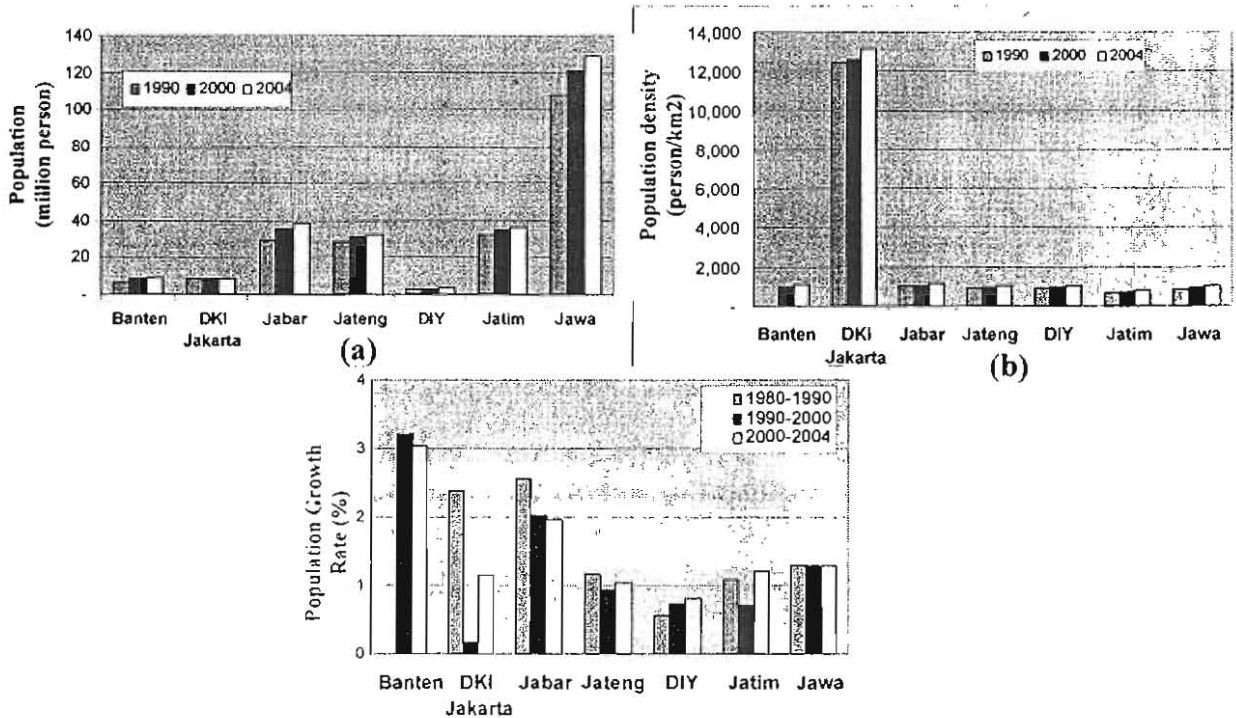 140
120
100
80
60
40
20
-
Population
(million person)
1990 2000 2004
Banten DKI Jabar Jateng DIY Jatim Jawa
Jakarta
(a)
14,000
12,000
10,000
8,000
6,000
4,000
2,000
-
Population density
(person/km2)
1990 2000 2004
Banten DKI Jabar Jateng DIY Jatim Jawa
Jakarta
(b)
4
3
2
1
0
Population Growth
Rate (%)
1980-1990
1990-2000
2000-2004
Banten DKI Jabar Jateng DIY Jatim Jawa
Jakarta